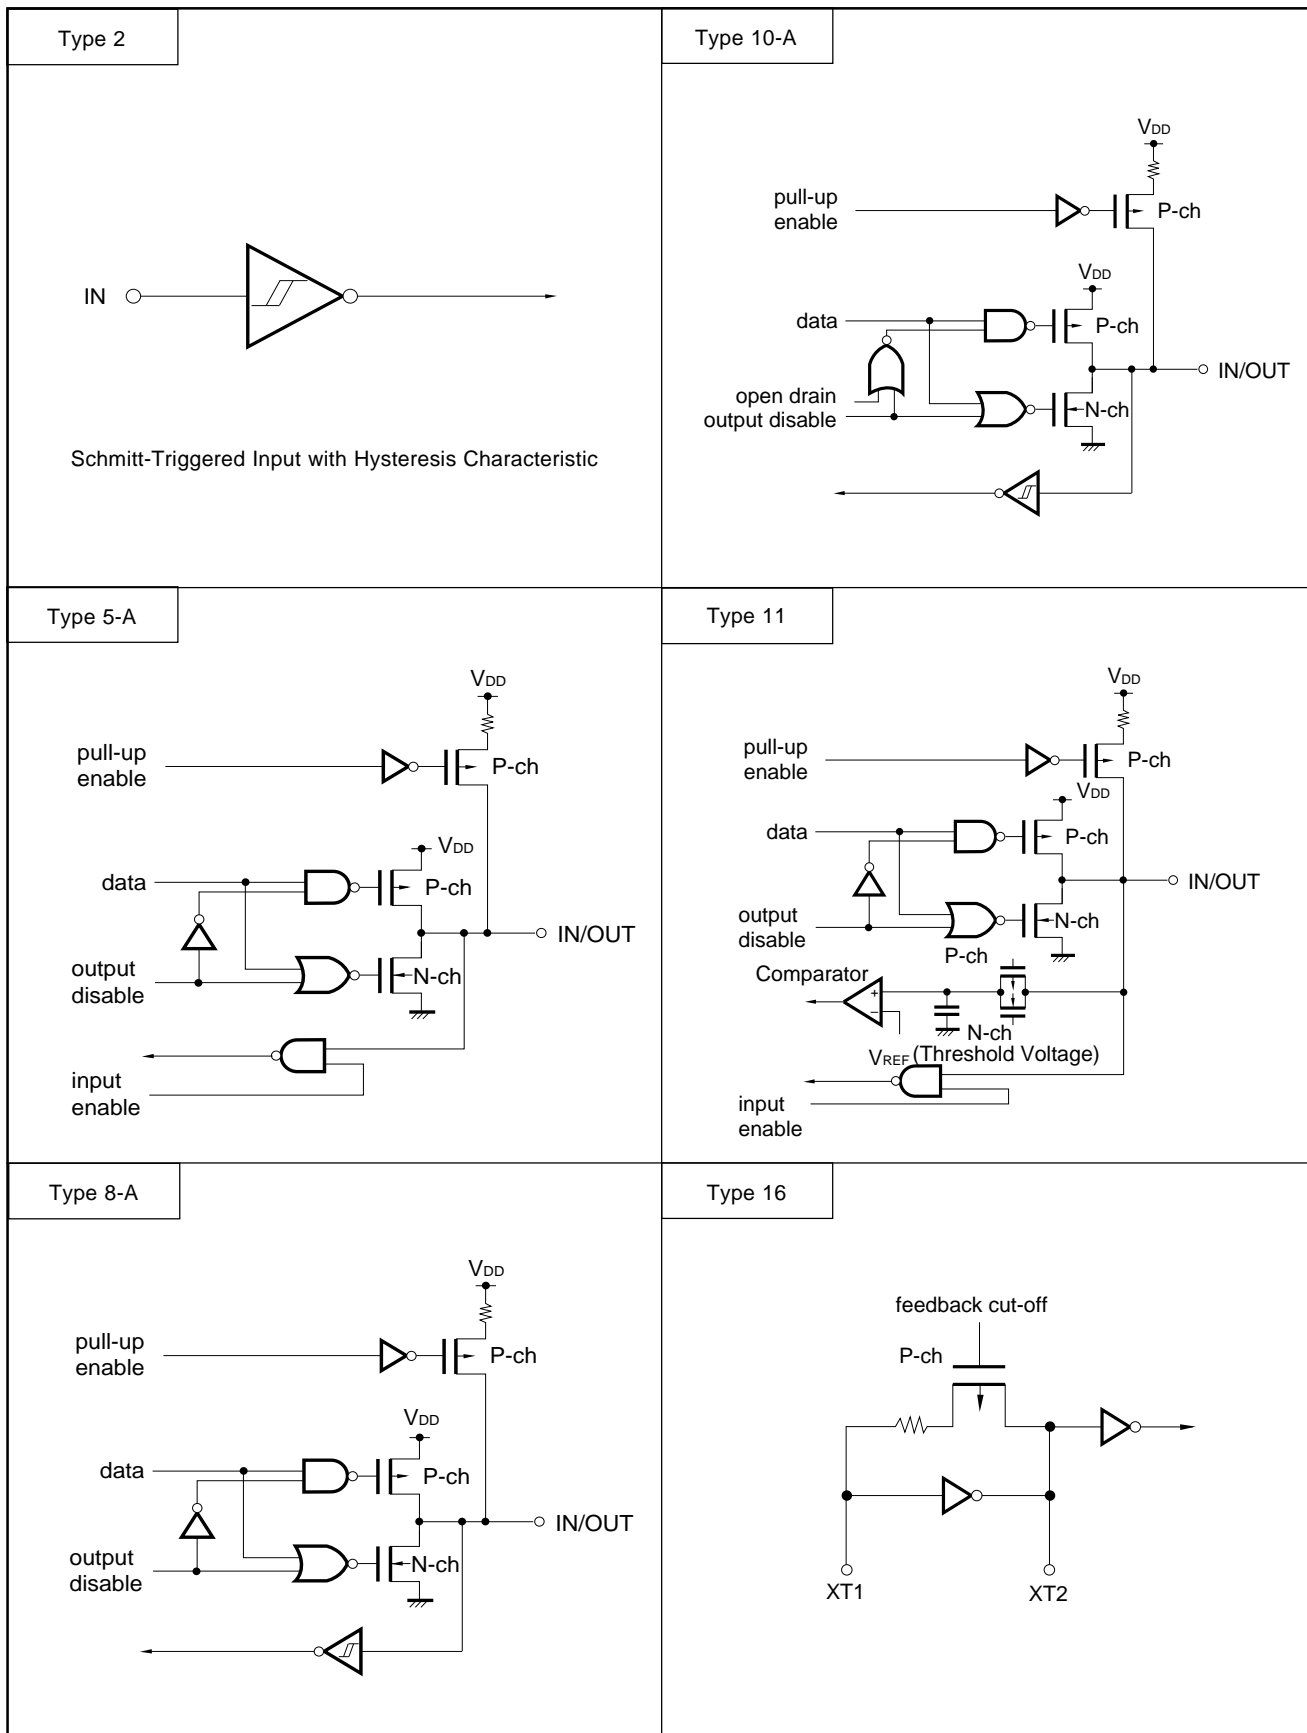 Type 2
IN
Schmitt-Triggered Input with Hysteresis Characteristic
Type 10-A
VDD
pull-up
enable
P-ch
VDD
data
P-ch
IN/OUT
open drain
output disable
N-ch
Type 5-A
VDD
pull-up
enable
P-ch
VDD
data
P-ch
IN/OUT
output
disable
N-ch
input
enable
Type 11
VDD
pull-up
enable
P-ch
VDD
data
P-ch
IN/OUT
output
disable
N-ch
P-ch
Comparator
+
−
N-ch
VREF (Threshold Voltage)
input
enable
Type 8-A
VDD
pull-up
enable
P-ch
VDD
data
P-ch
IN/OUT
output
disable
N-ch
Type 16
feedback cut-off
P-ch
XT1
XT2